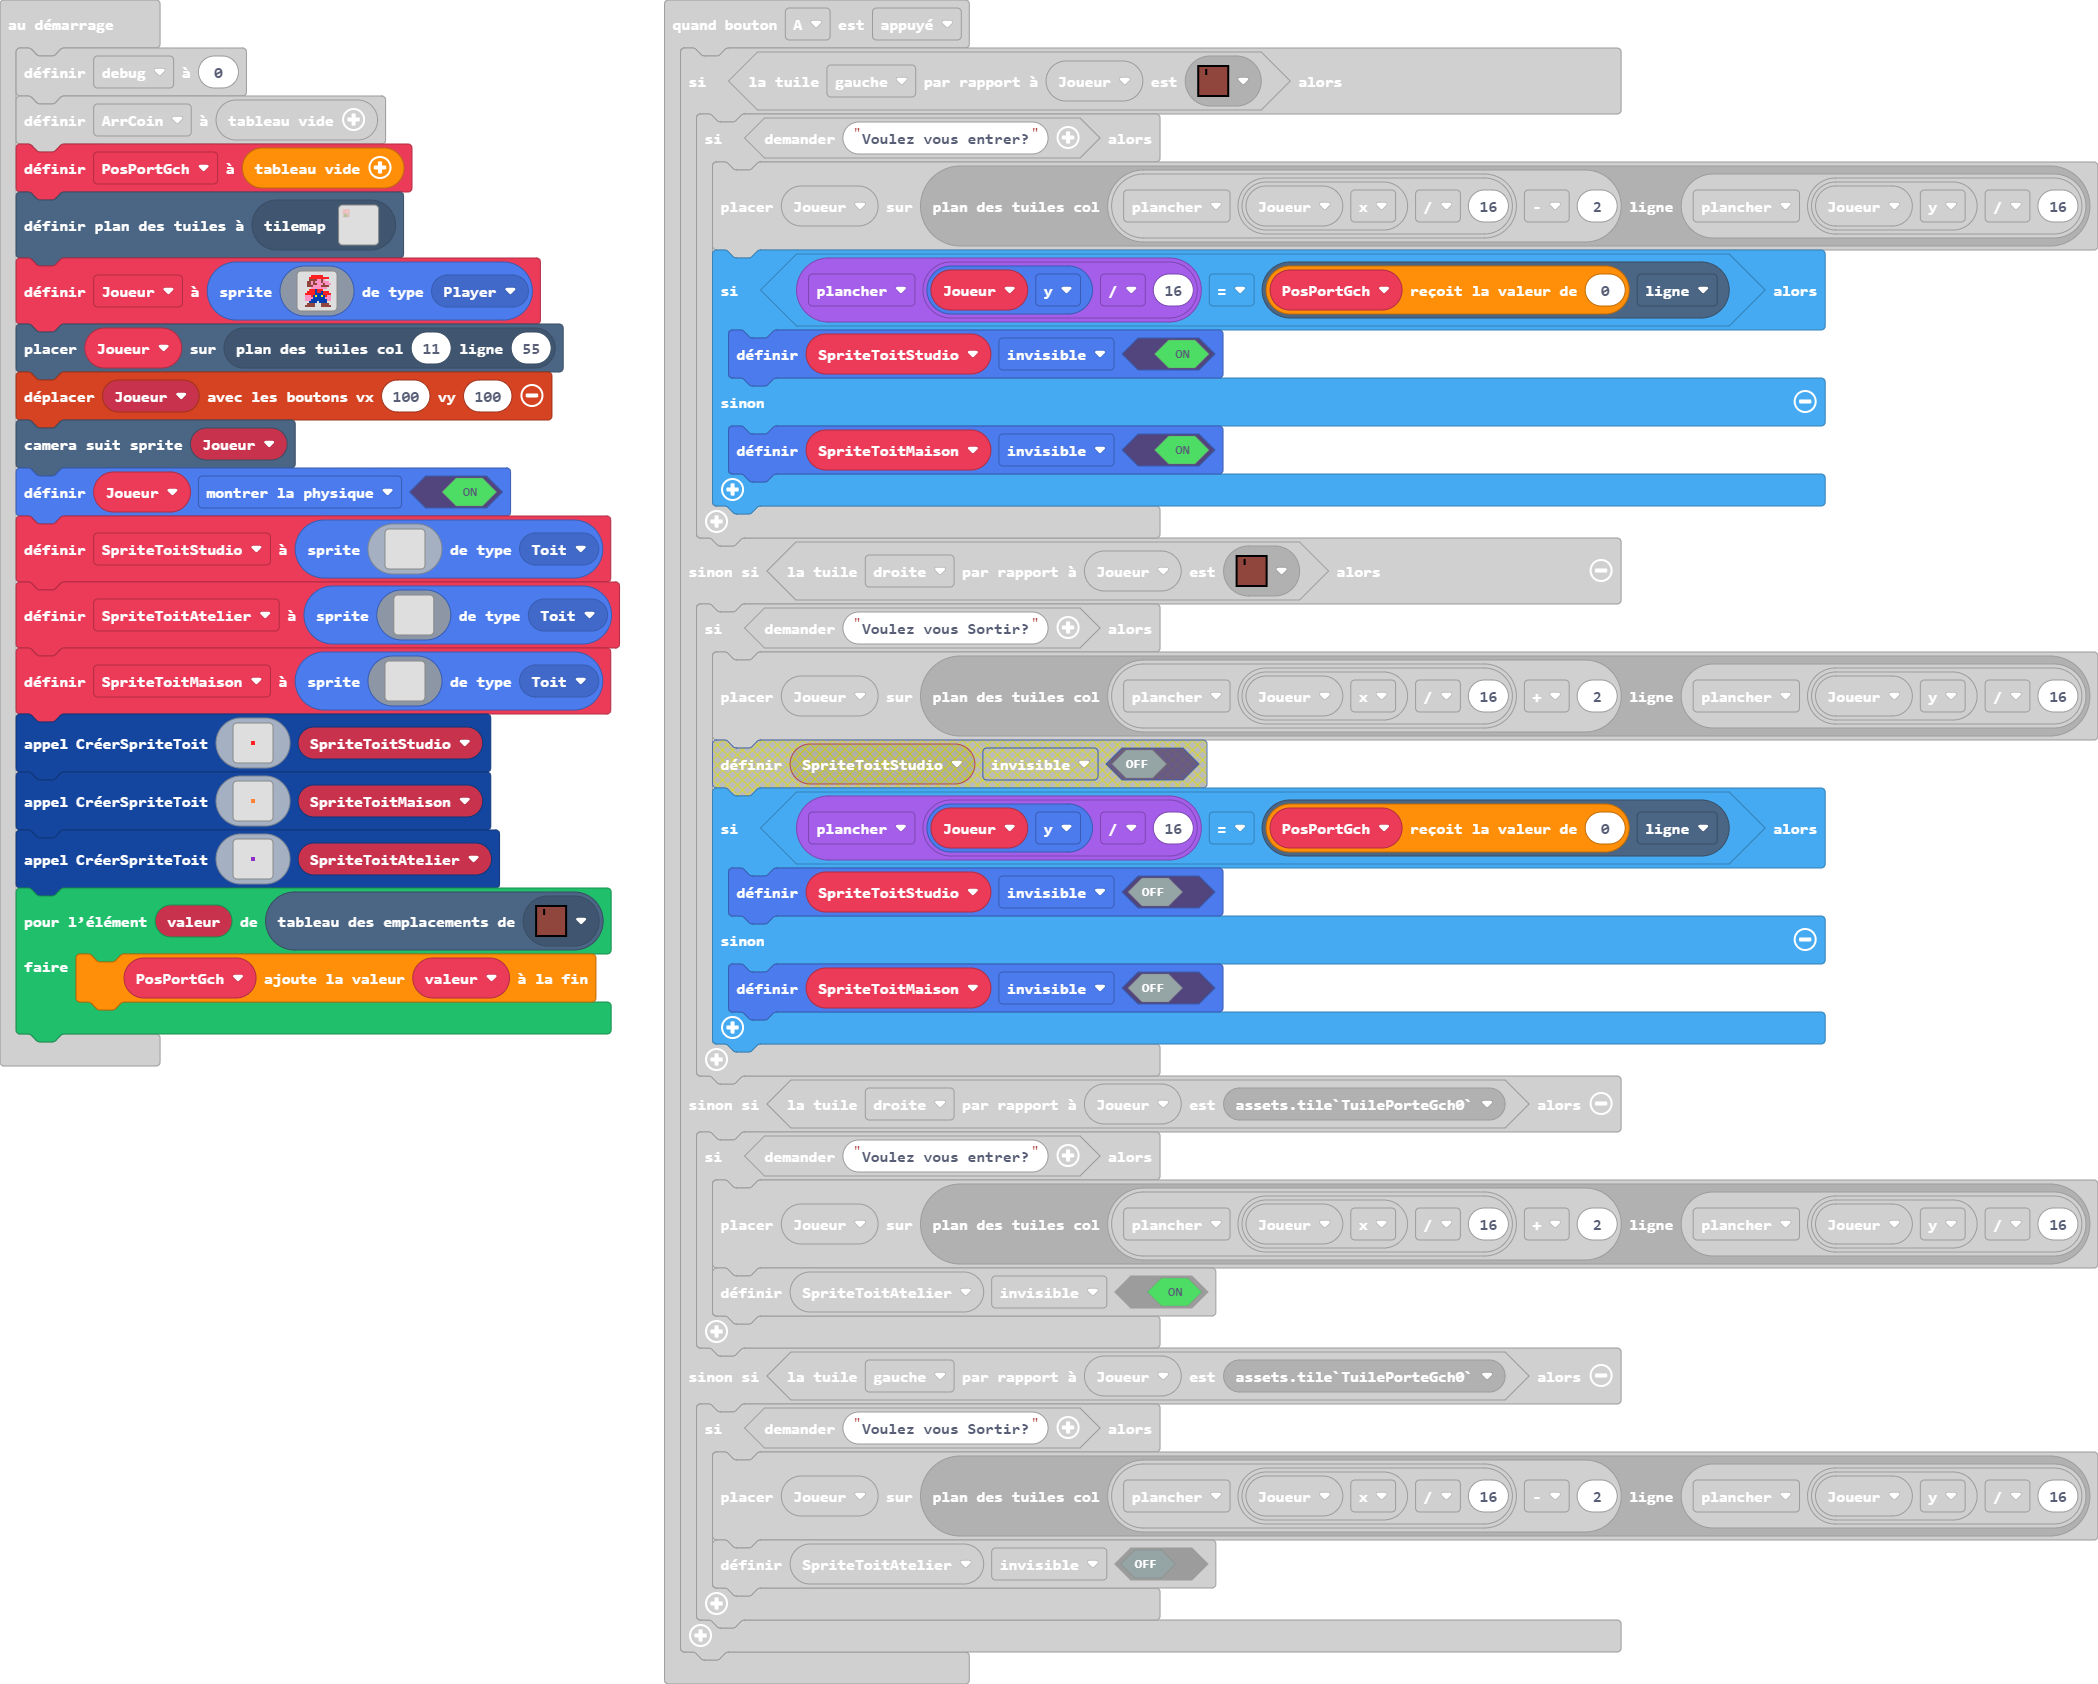 au démarrage
définir debug à 0
définir ArrCoin à tableau vide
définir PosPortGch à tableau vide
définir plan des tuiles à tilemap
définir Joueur à sprite de type Player
placer Joueur sur plan des tuiles col 11 ligne 55
déplacer Joueur avec les boutons vx 100 vy 100
camera suit sprite Joueur
définir Joueur montrer la physique ON
définir SpriteToitStudio à sprite de type Toit
définir SpriteToitAtelier à sprite de type Toit
définir SpriteToitMaison à sprite de type Toit
appel CréerSpriteToit SpriteToitStudio
appel CréerSpriteToit SpriteToitMaison
appel CréerSpriteToit SpriteToitAtelier
pour l'élément valeur de tableau des emplacements de
faire
PosPortGch ajoute la valeur valeur à la fin
quand bouton A est appuyé
si la tuile gauche par rapport à Joueur est alors
si demander "Voulez vous entrer?" alors
placer Joueur sur plan des tuiles col plancher Joueur x / 16 - 2 ligne plancher Joueur y / 16
si plancher Joueur y / 16 = PosPortGch reçoit la valeur de 0 ligne alors
définir SpriteToitStudio invisible ON
sinon
définir SpriteToitMaison invisible ON
sinon si la tuile droite par rapport à Joueur est alors
si demander "Voulez vous Sortir?" alors
placer Joueur sur plan des tuiles col plancher Joueur x / 16 + 2 ligne plancher Joueur y / 16
définir SpriteToitStudio invisible OFF
si plancher Joueur y / 16 = PosPortGch reçoit la valeur de 0 ligne alors
définir SpriteToitStudio invisible OFF
sinon
définir SpriteToitMaison invisible OFF
sinon si la tuile droite par rapport à Joueur est assets.tile`TuilePorteGch0` alors
si demander "Voulez vous entrer?" alors
placer Joueur sur plan des tuiles col plancher Joueur x / 16 + 2 ligne plancher Joueur y / 16
définir SpriteToitAtelier invisible ON
sinon si la tuile gauche par rapport à Joueur est assets.tile`TuilePorteGch0` alors
si demander "Voulez vous Sortir?" alors
placer Joueur sur plan des tuiles col plancher Joueur x / 16 - 2 ligne plancher Joueur y / 16
définir SpriteToitAtelier invisible OFF